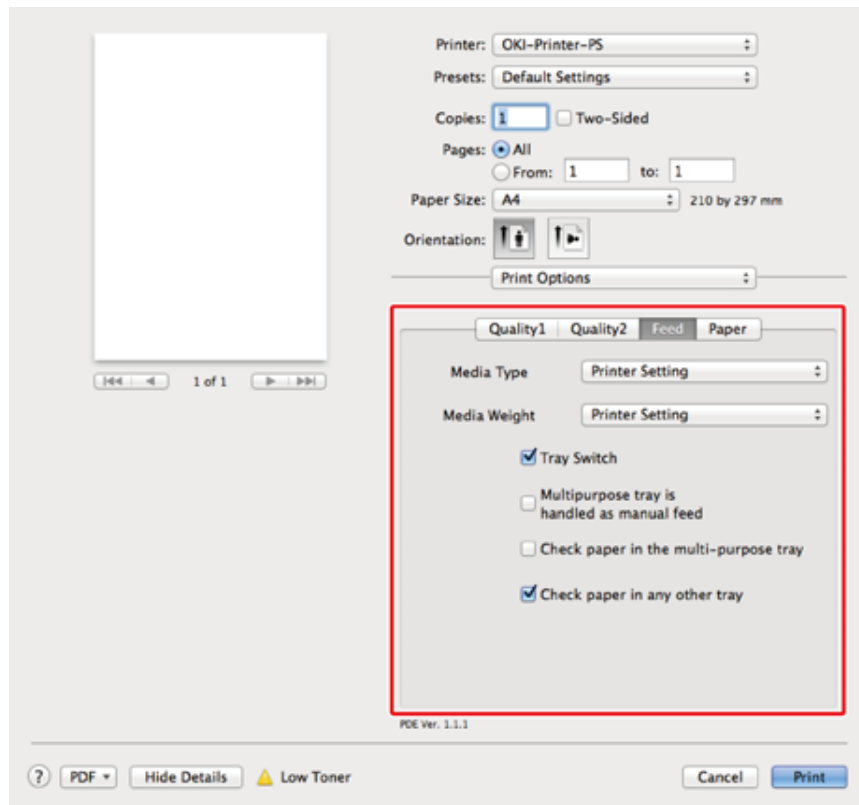 Printer: OKI-Printer-PS
Presets: Default Settings
Copies: 1 Two-Sided
Pages: All
From: 1 to: 1
Paper Size: A4 210 by 297 mm
Orientation:
Print Options
Quality1 Quality2 Feed Paper
1 of 1
Media Type Printer Setting
Media Weight Printer Setting
Tray Switch
Multipurpose tray is
handled as manual feed
Check paper in the multi-purpose tray
Check paper in any other tray
PDE Ver. 1.1.1
? PDF Hide Details Low Toner Cancel Print